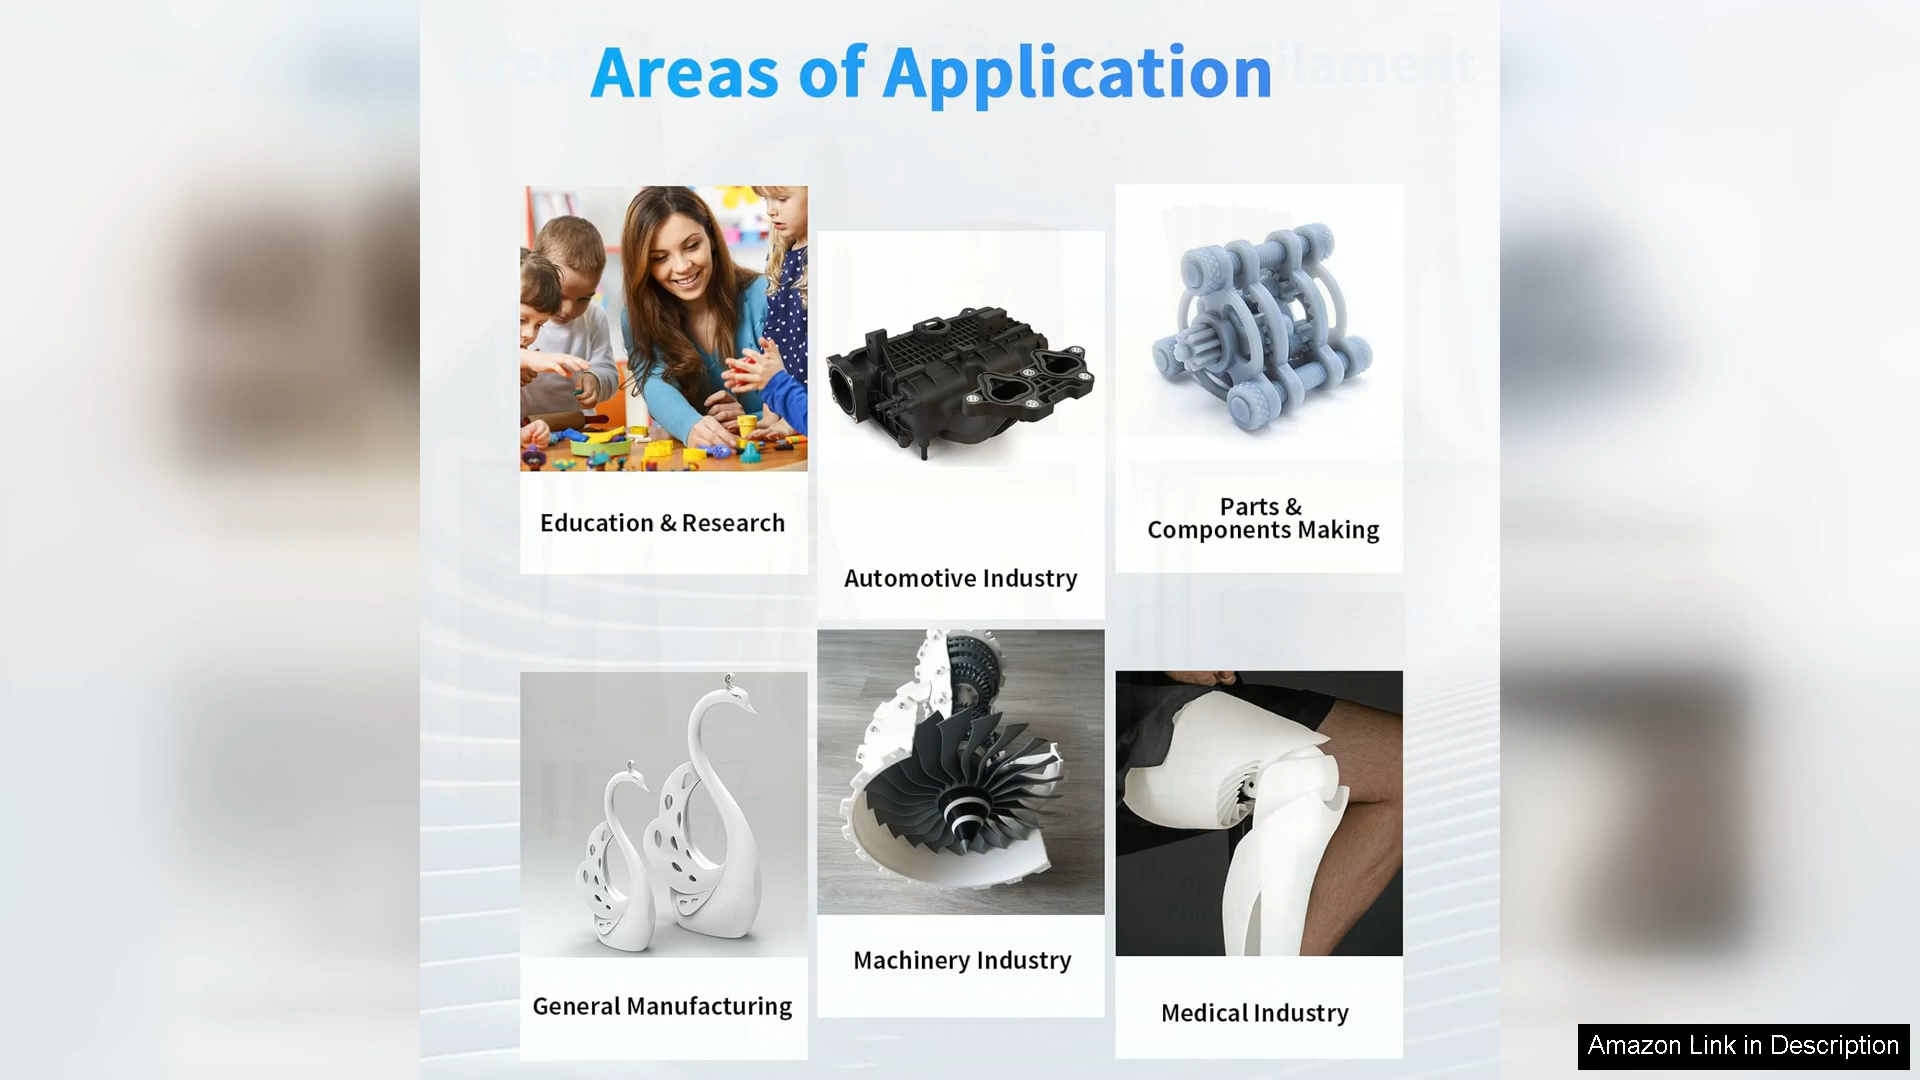 Areas of Application
Education & Research
Automotive Industry
Parts &
Components Making
General Manufacturing
Machinery Industry
Medical Industry
Amazon Link in Description